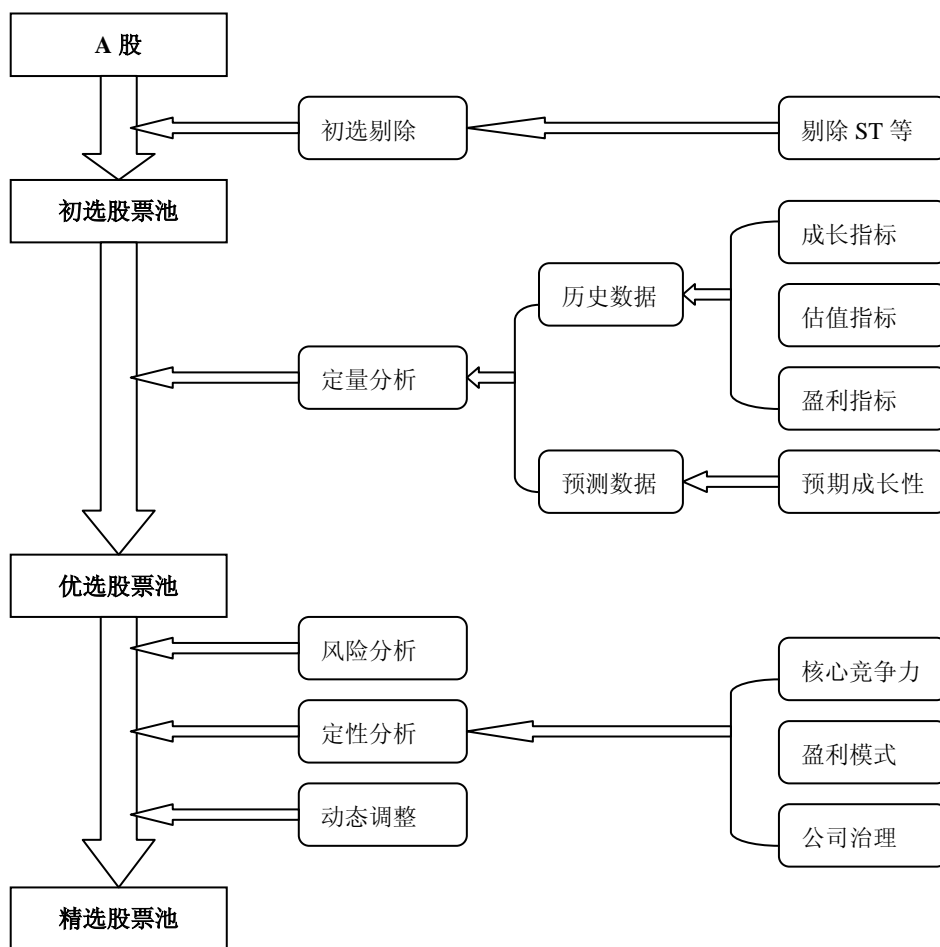 A 股
初选剔除
剔除 ST 等
初选股票池
成长指标
历史数据
估值指标
定量分析
盈利指标
预测数据
预期成长性
优选股票池
风险分析
核心竞争力
定性分析
盈利模式
动态调整
公司治理
精选股票池